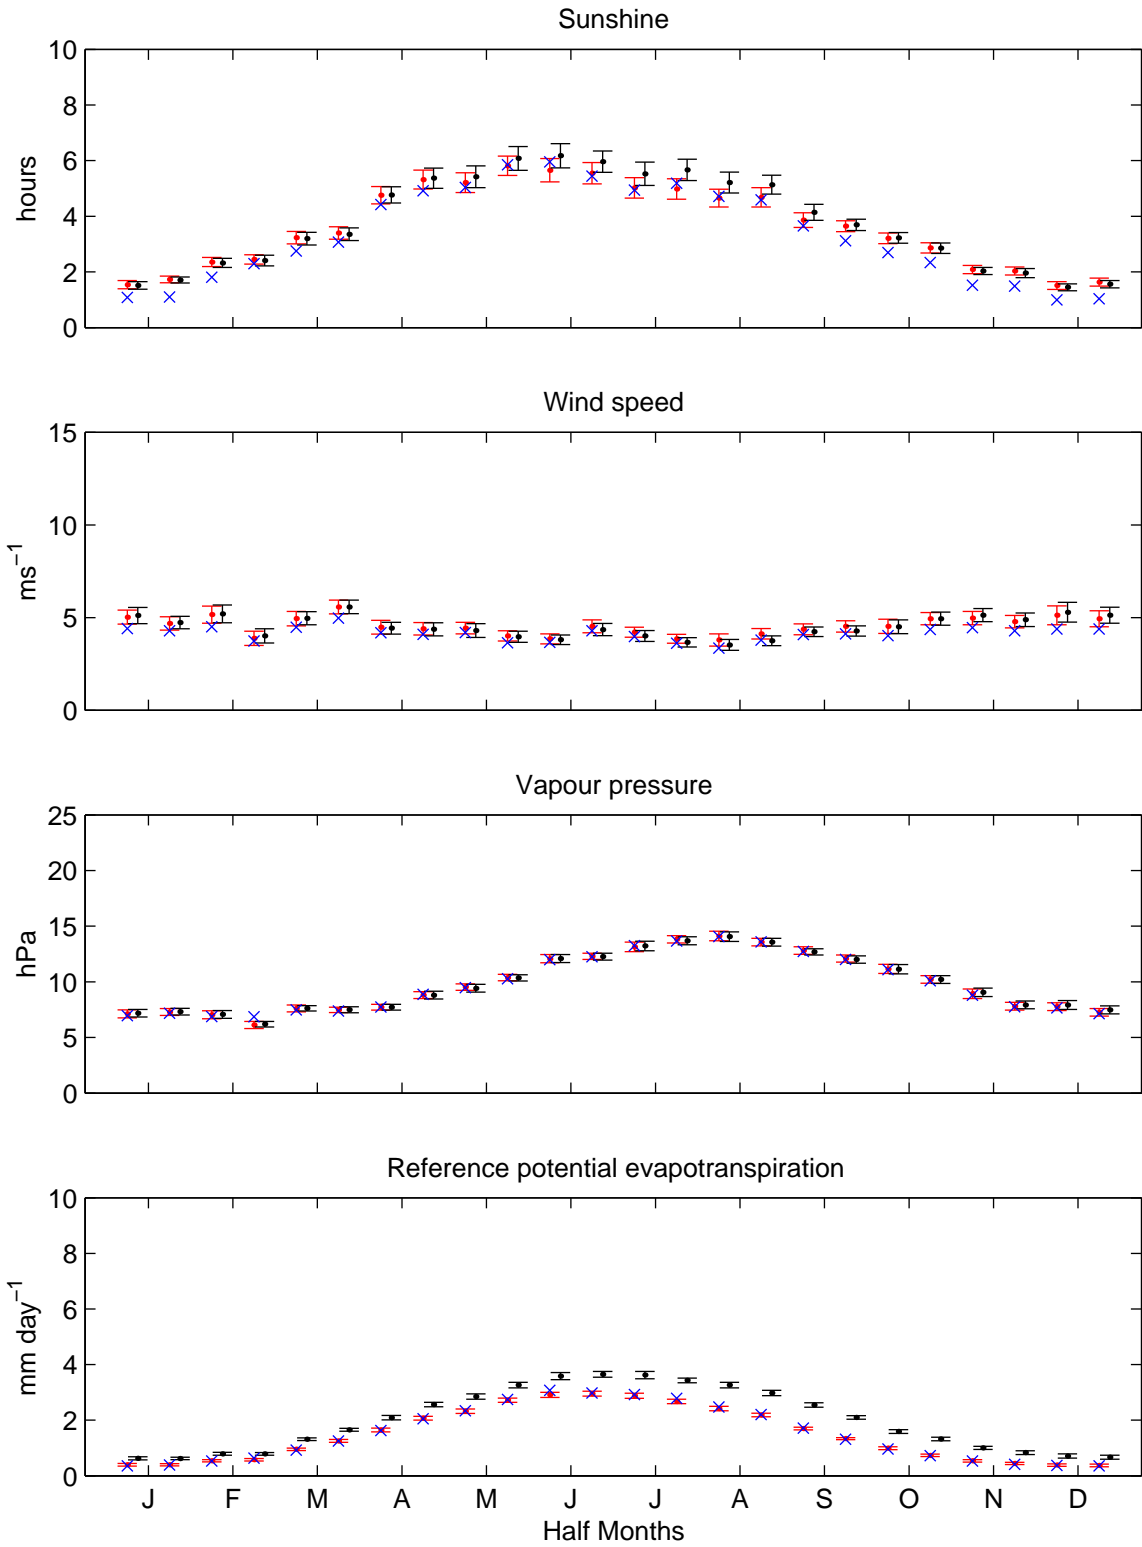 Sunshine
10
8
6
4
2
0
hours
Wind speed
15
10
5
0
ms⁻¹
Vapour pressure
25
20
15
10
5
0
hPa
Reference potential evapotranspiration
10
8
6
4
2
0
mm day⁻¹
J F M A M J J A S O N D
Half Months